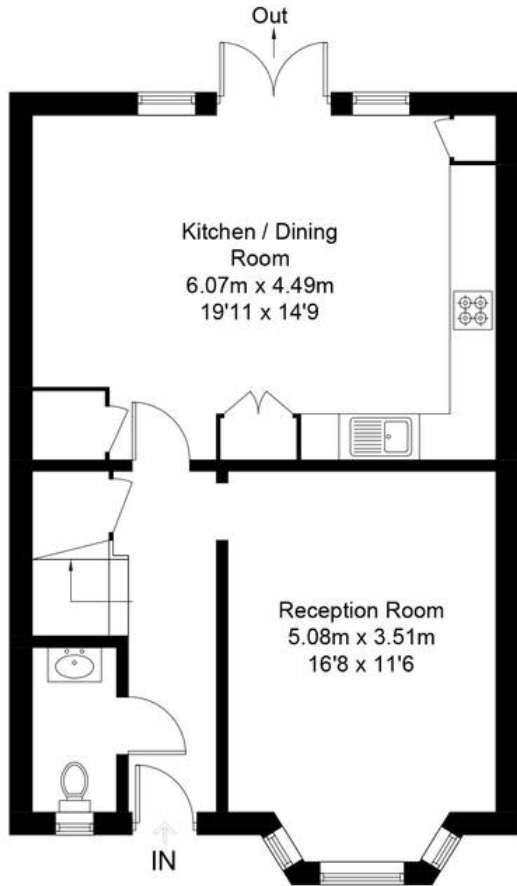 Out
Kitchen / Dining
Room
6.07m x 4.49m
19'11 x 14'9
Reception Room
5.08m x 3.51m
16'8 x 11'6
IN